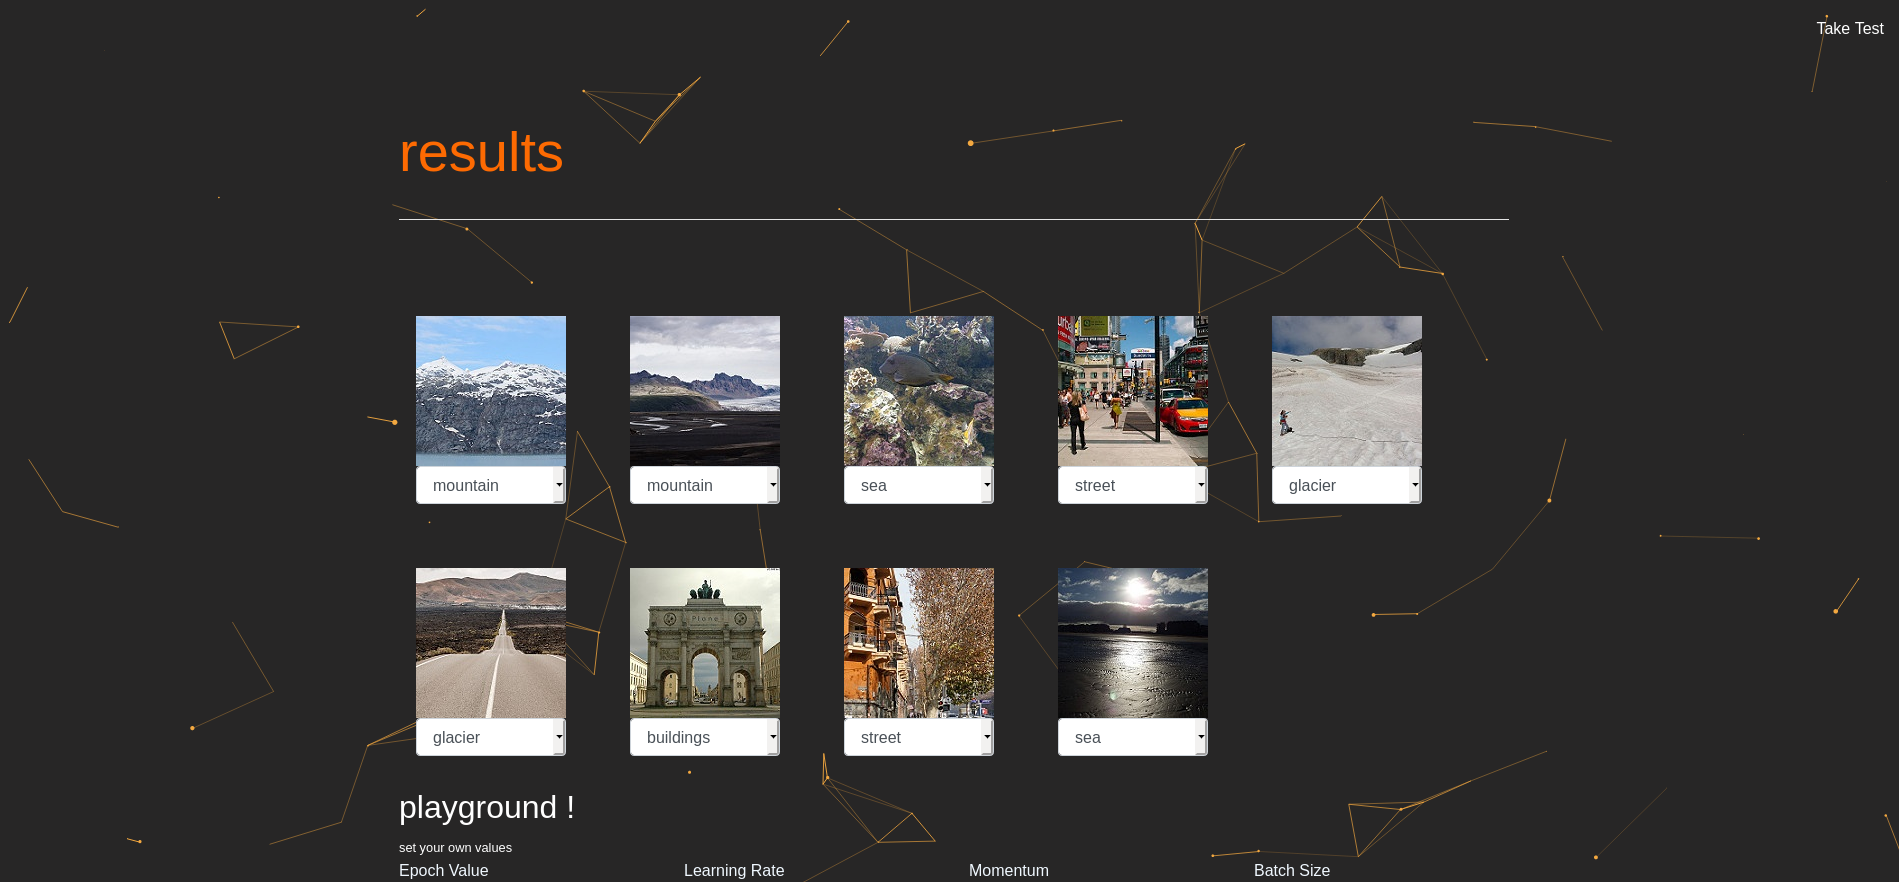 Take Test
results
mountain
mountain
sea
street
glacier
glacier
buildings
street
sea
playground !
set your own values
Epoch Value
Learning Rate
Momentum
Batch Size